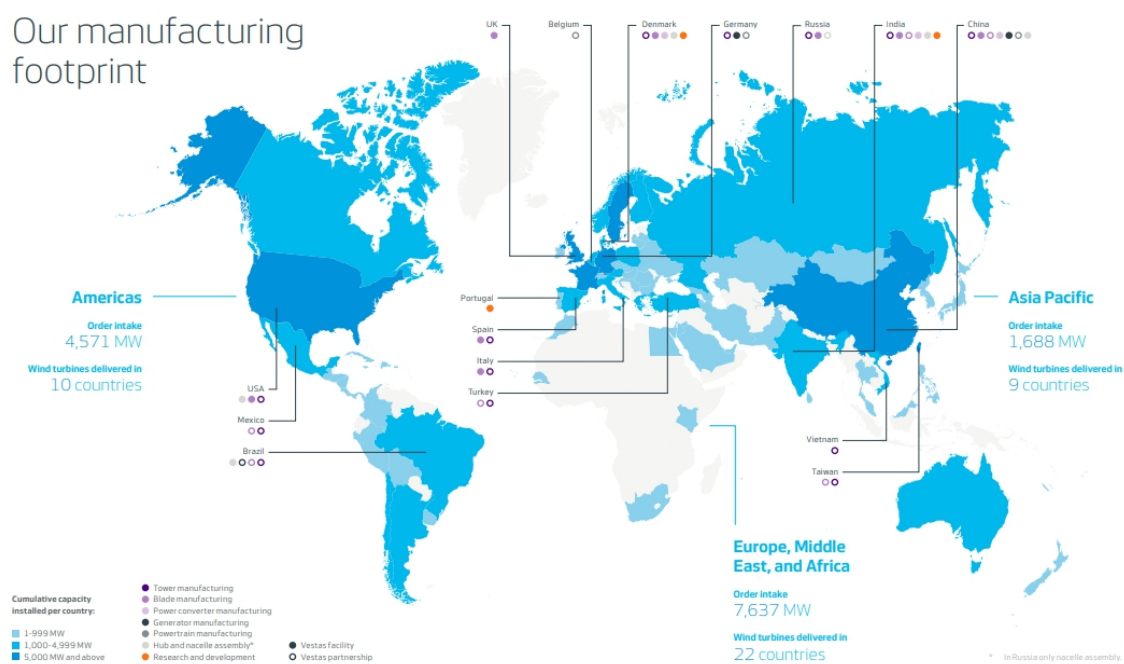 Our manufacturing
footprint
UK
Belgium
Denmark
Germany
Russia
India
China
Americas
Order intake
4,571 MW
Wind turbines delivered in
10 countries
Portugal
Spain
Italy
Turkey
USA
Mexico
Brazil
Asia Pacific
Order intake
1,688 MW
Wind turbines delivered in
9 countries
Vietnam
Taiwan
Europe, Middle
East, and Africa
Order intake
7,637 MW
Wind turbines delivered in
22 countries
Cumulative capacity
installed per country:
1-999 MW
1,000-4,999 MW
5,000 MW and above
Tower manufacturing
Blade manufacturing
Power converter manufacturing
Generator manufacturing
Powertrain manufacturing
Hub and nacelle assembly*
Research and development
Vestas facility
Vestas partnership
* In Russia only nacelle assembly.